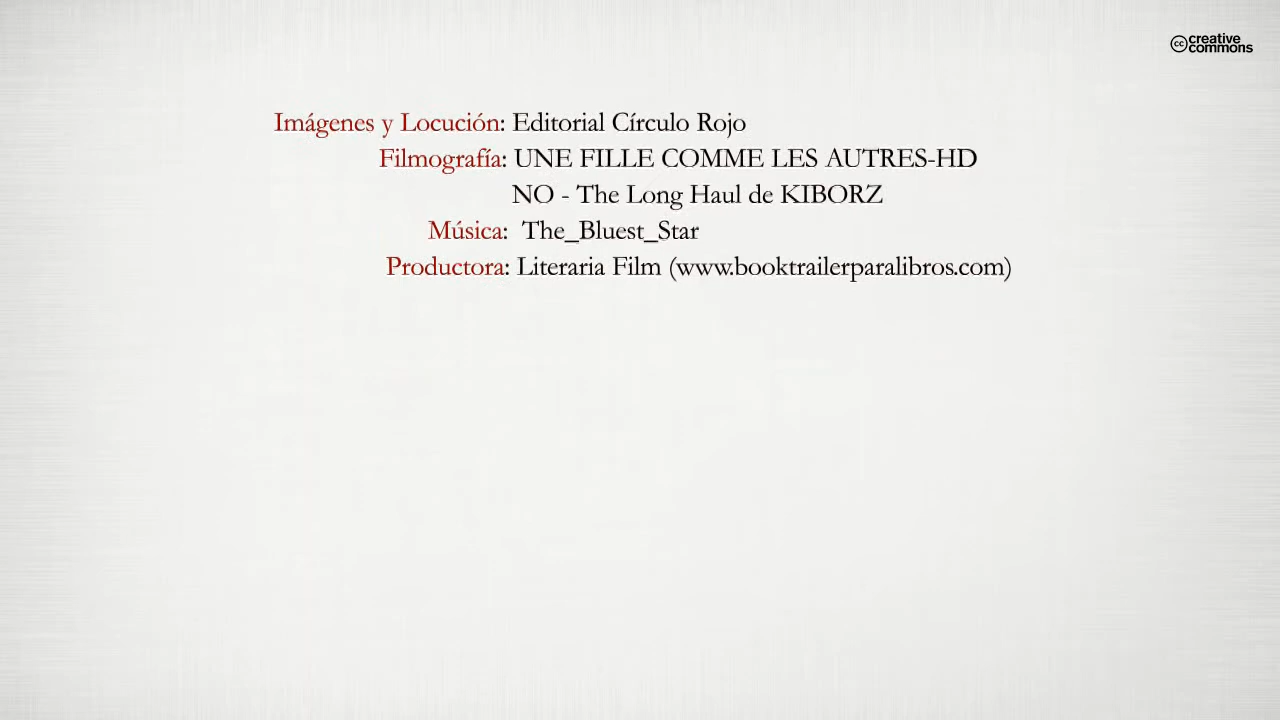 creative
commons
Imágenes y Locución: Editorial Círculo Rojo
Filmografía: UNE FILLE COMME LES AUTRES-HD
NO - The Long Haul de KIBORZ
Música: The_Bluest_Star
Productora: Literaria Film (www.booktrailerparalibros.com)